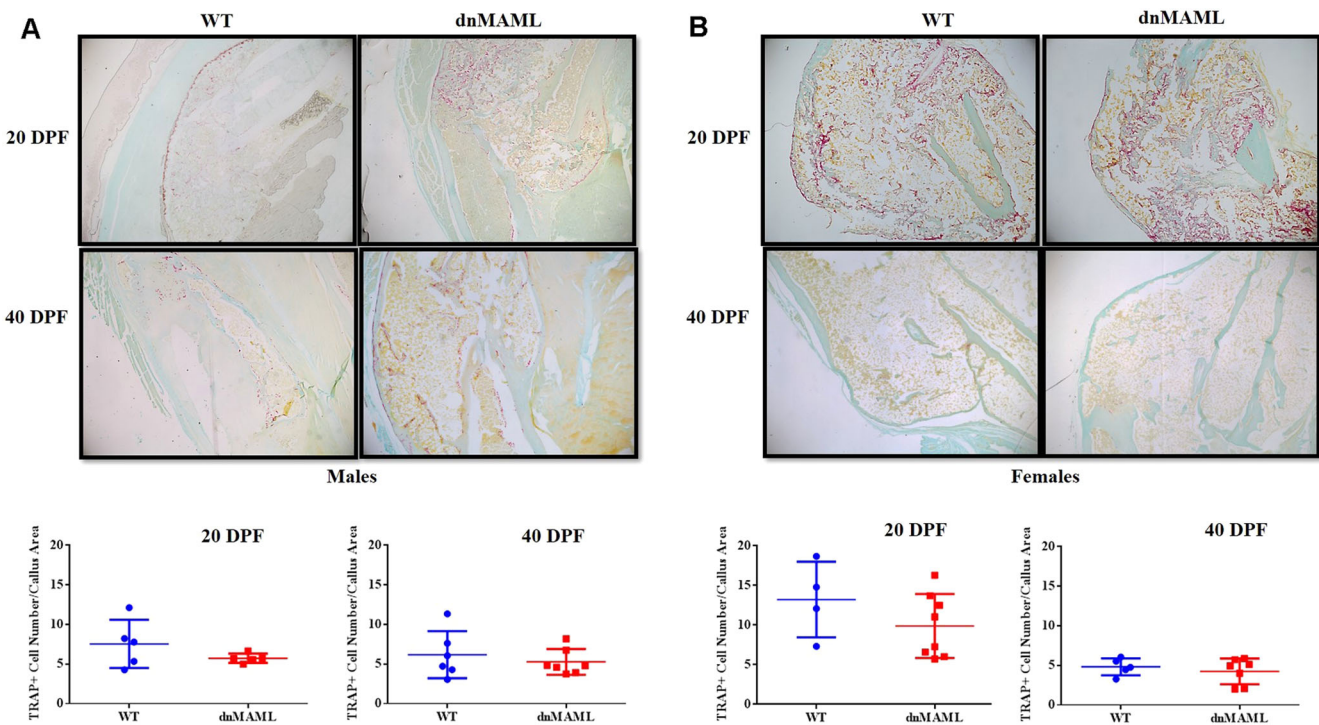 A
WT
dnMAML
B
WT
dnMAML
20 DPF
20 DPF
40 DPF
40 DPF
Males
Females
TRAP+ Cell Number/Callus Area
20 DPF
20
15
10
5
0
WT
dnMAML
TRAP+ Cell Number/Callus Area
40 DPF
20
15
10
5
0
WT
dnMAML
TRAP+ Cell Number/Callus Area
20 DPF
20
15
10
5
0
WT
dnMAML
TRAP+ Cell Number/Callus Area
40 DPF
20
15
10
5
0
WT
dnMAML